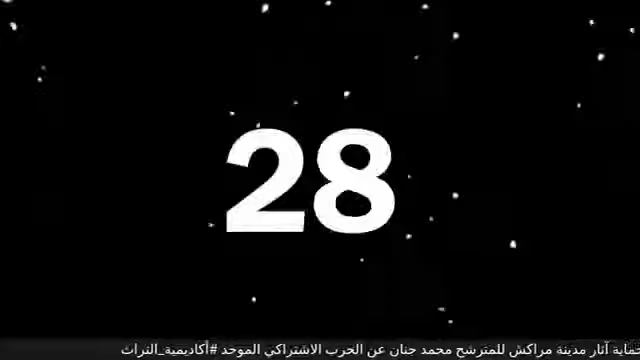 28
حماية آثار مدينة مراكش للمترشح محمد جنان عن الحزب الاشتراكي الموحد #أكاديمية_التراث